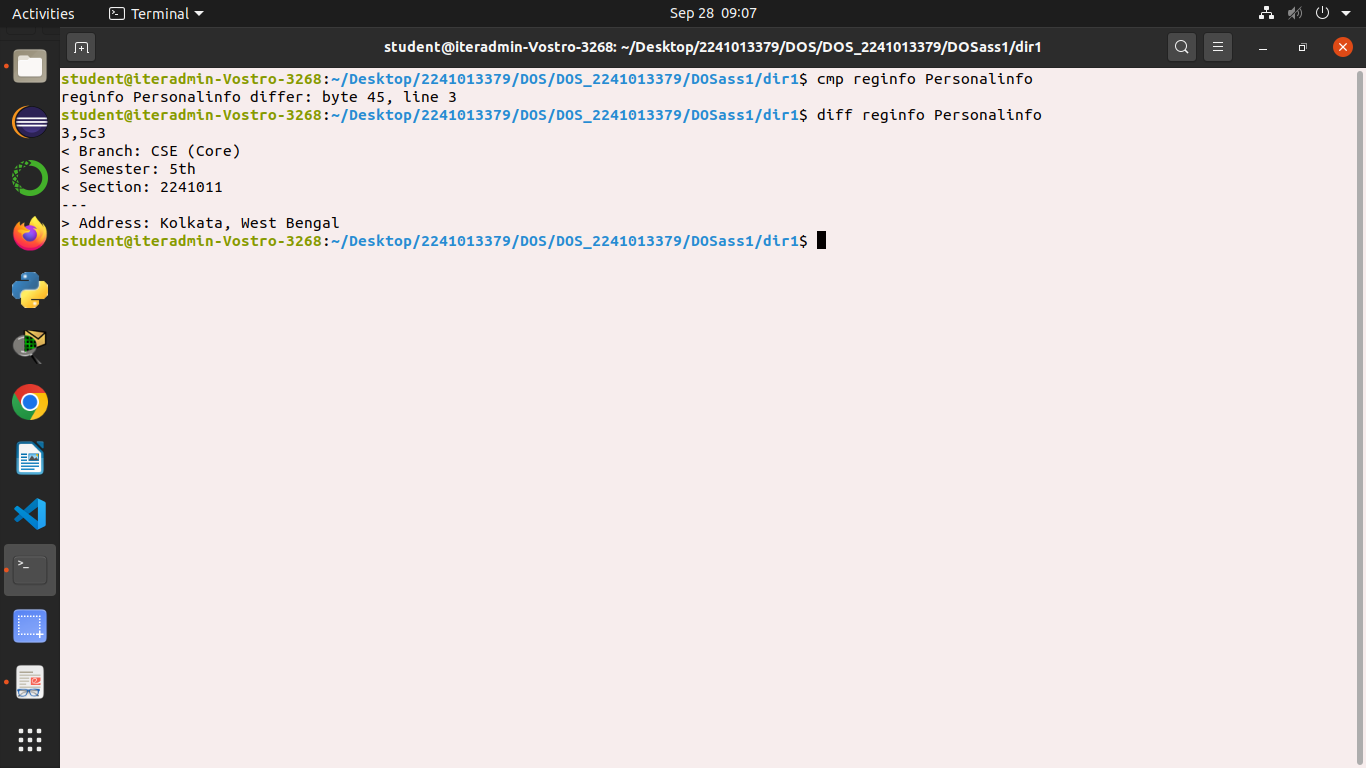 Activities
Terminal
Sep 28 09:07
student@iteradmin-Vostro-3268: ~/Desktop/2241013379/DOS/DOS_2241013379/DOSass1/dir1
student@iteradmin-Vostro-3268:~/Desktop/2241013379/DOS/DOS_2241013379/DOSass1/dir1$ cmp reginfo Personalinfo
reginfo Personalinfo differ: byte 45, line 3
student@iteradmin-Vostro-3268:~/Desktop/2241013379/DOS/DOS_2241013379/DOSass1/dir1$ diff reginfo Personalinfo
3,5c3
< Branch: CSE (Core)
< Semester: 5th
< Section: 2241011
---
> Address: Kolkata, West Bengal
student@iteradmin-Vostro-3268:~/Desktop/2241013379/DOS/DOS_2241013379/DOSass1/dir1$